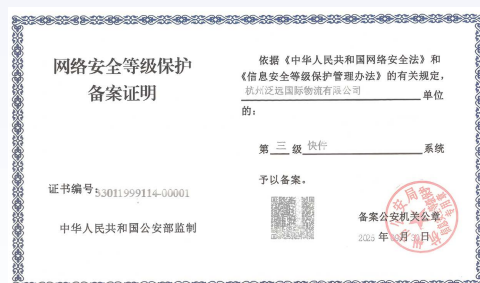 网络安全等级保护
备案证明
证书编号:
53011999114-00001
中华人民共和国公安部监制
依据《中华人民共和国网络安全法》和
《信息安全等级保护管理办法》的有关规定,
杭州泛远国际物流有限公司 单位
的:
第 三 级 快件 系统
予以备案。
备案公安机关公章
2025 年 月 日